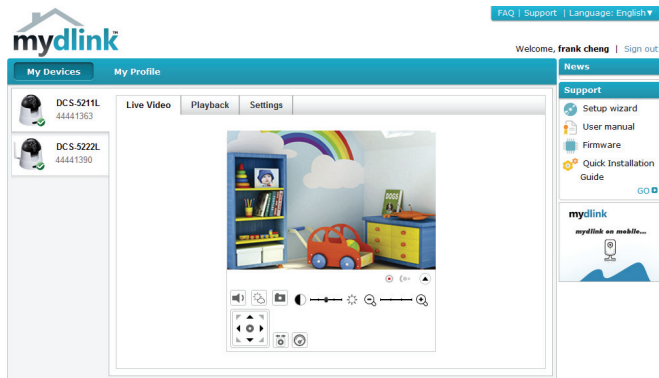 FAQ | Support | Language: English▼
mydlink™
Welcome, frank cheng | Sign out
My Devices
My Profile
News
DCS-5211L
44441363
DCS-5222L
44441390
Live Video
Playback
Settings
DOGS
Support
Setup wizard
User manual
Firmware
Quick Installation
Guide
GO
mydlink
mydlink on mobile...